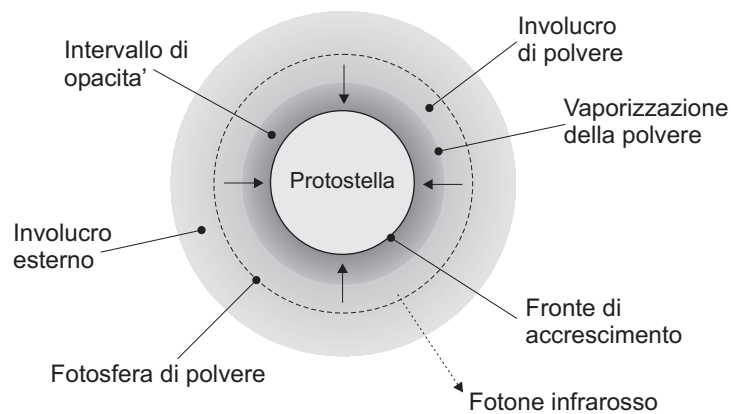 Intervallo di
opacita'
Involucro
di polvere
Vaporizzazione
della polvere
Protostella
Involucro
esterno
Fronte di
accrescimento
Fotosfera di polvere
Fotone infrarosso